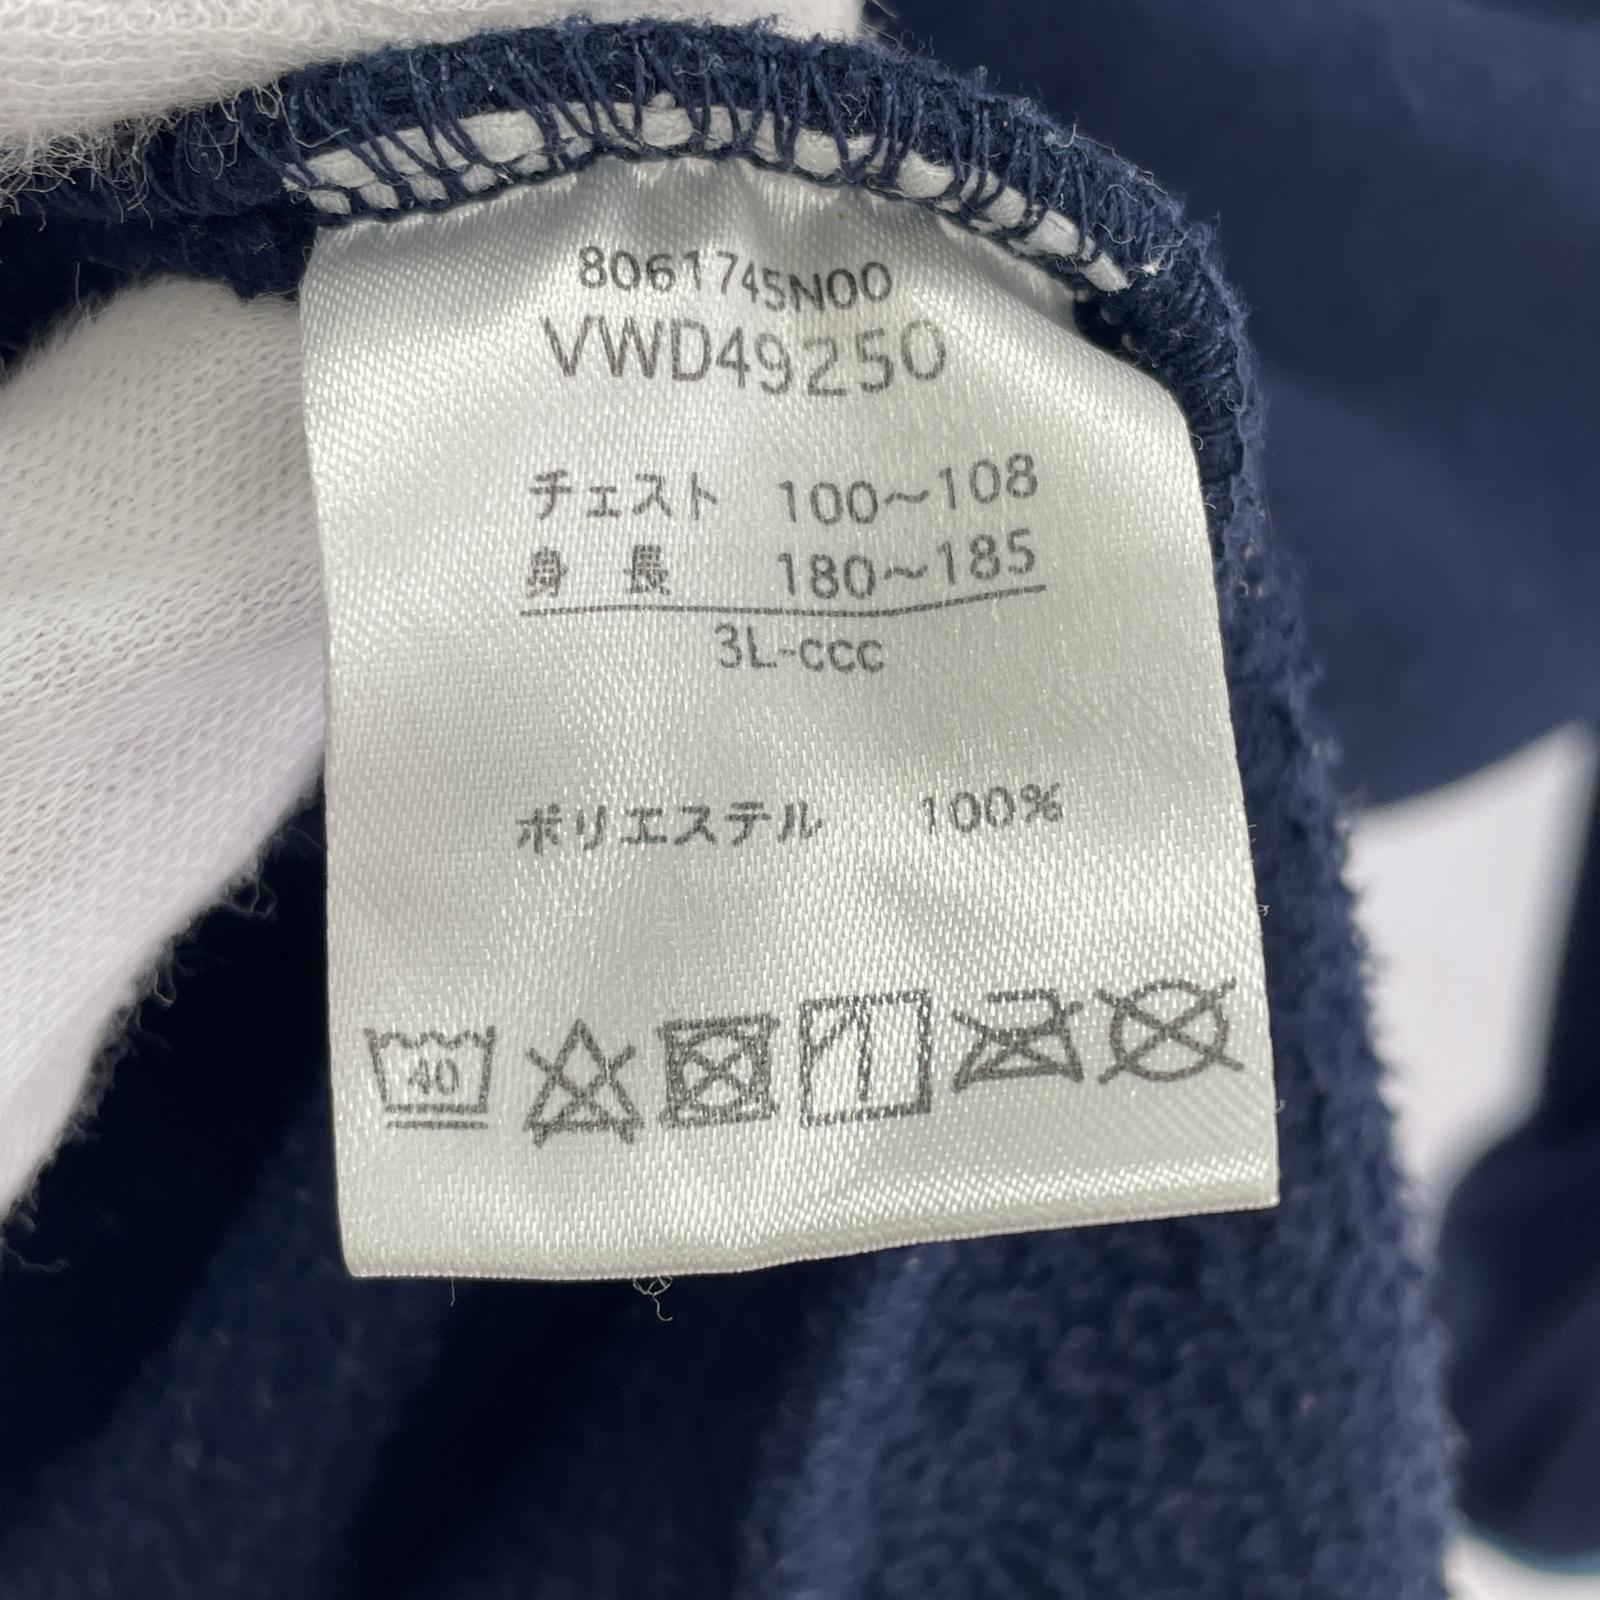 8061745N00
VWD49250
チェスト 100〜108
身長 180〜185
3L-ccc
ポリエステル 100%
40